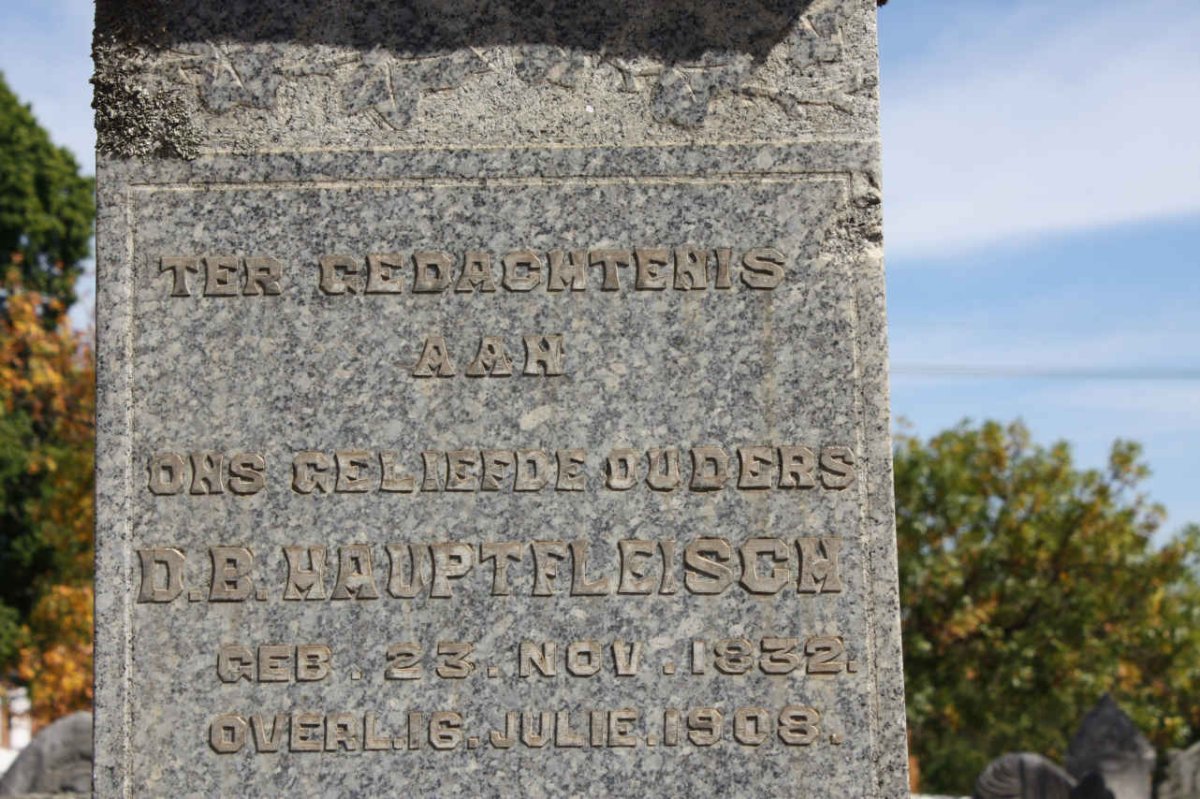 TER GEDACHTENIS
AAN
ONS GELIEFDE OUDERS
D.B. HAUPTFLEISCH
GEB. 23. NOV. 1832.
OVERL. 16. JULIE. 1908.